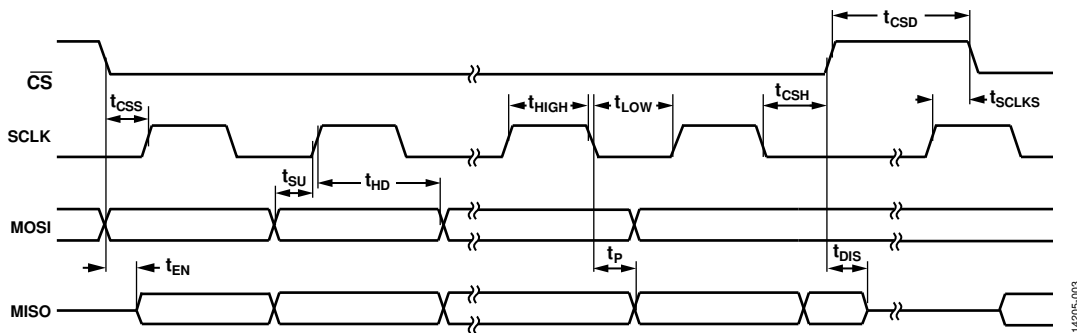 tCSD
CS
tCSS
tHIGH
tLOW
tCSH
tSCLKS
SCLK
tSU
tHD
MOSI
tEN
tP
tDIS
MISO
14205-003